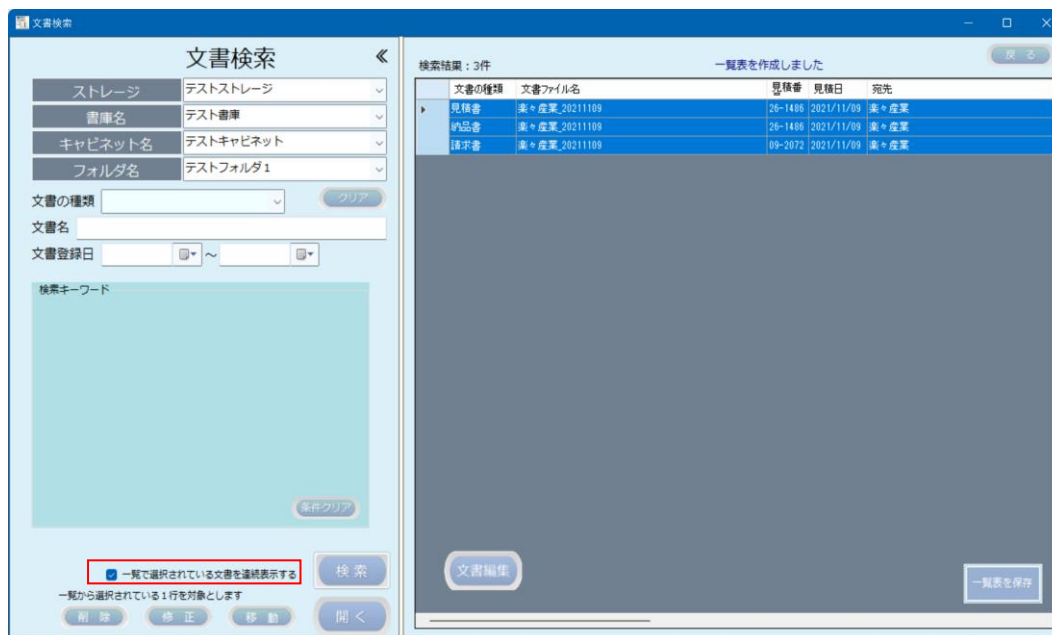 文書検索
文書検索
≪
ストレージ テストストレージ
書庫名 テスト書庫
キャビネット名 テストキャビネット
フォルダ名 テストフォルダ1
文書の種類 クリア
文書名
文書登録日 ～
検索キーワード
条件クリア
一覧で選択されている文書を連続表示する 検索
一覧から選択されている1行を対象とします
削除 修正 移動 開く
戻る
検索結果：3件 一覧表を作成しました
文書の種類 文書ファイル名 見積番 見積日 宛先
見積書 楽々産業_20211109 26-1486 2021/11/09 楽々産業
納品書 楽々産業_20211109 26-1486 2021/11/09 楽々産業
請求書 楽々産業_20211109 09-2072 2021/11/09 楽々産業
文書編集
一覧表を保存